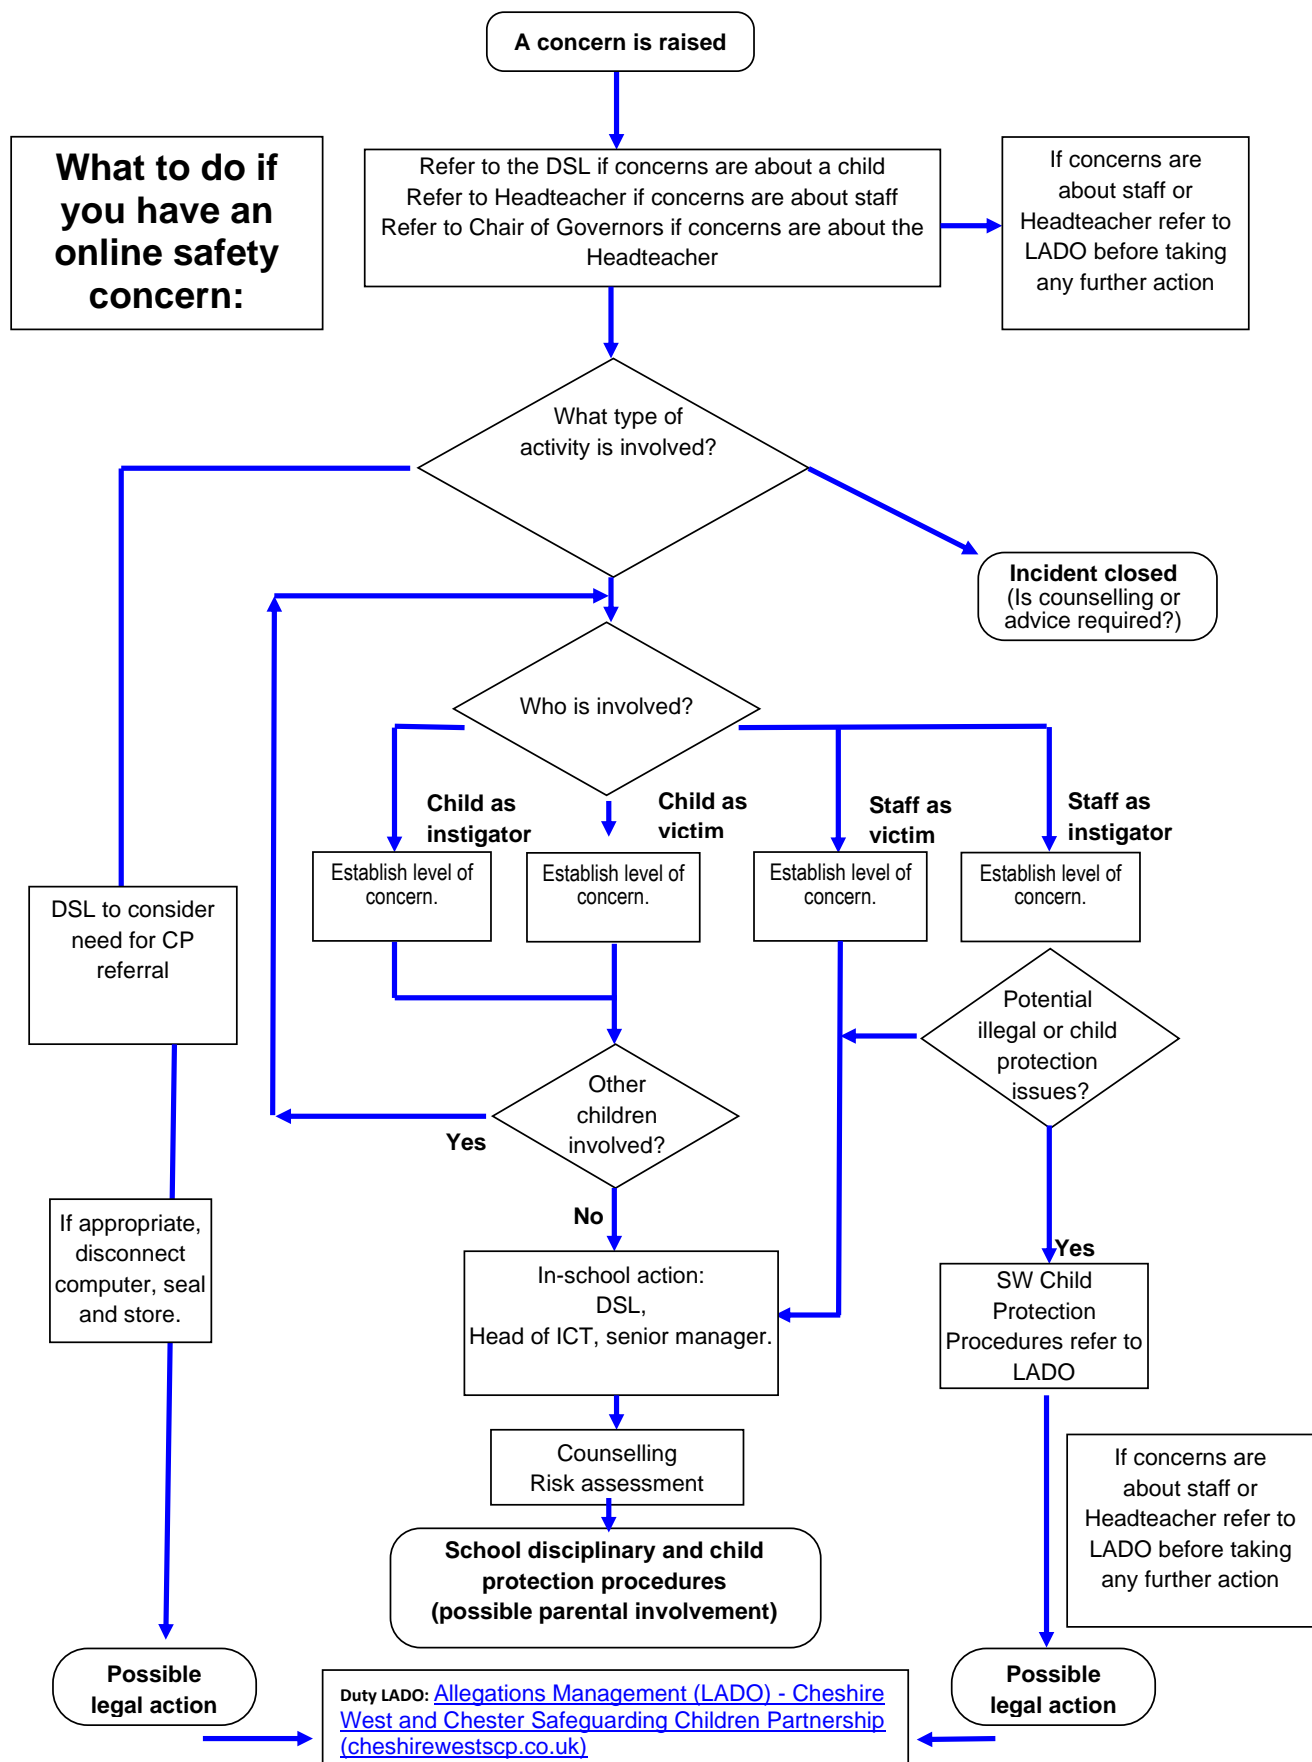 A concern is raised
What to do if
you have an
online safety
concern:
Refer to the DSL if concerns are about a child
Refer to Headteacher if concerns are about staff
Refer to Chair of Governors if concerns are about the
Headteacher
If concerns are
about staff or
Headteacher refer to
LADO before taking
any further action
What type of
activity is involved?
Incident closed
(Is counselling or
advice required?)
Who is involved?
Child as
instigator
Child as
victim
Staff as
victim
Staff as
instigator
Establish level of
concern.
Establish level of
concern.
Establish level of
concern.
Establish level of
concern.
DSL to consider
need for CP
referral
Potential
illegal or child
protection
issues?
Other
children
involved?
Yes
No
If appropriate,
disconnect
computer, seal
and store.
In-school action:
DSL,
Head of ICT, senior manager.
Yes
SW Child
Protection
Procedures refer to
LADO
Counselling
Risk assessment
If concerns are
about staff or
Headteacher refer to
LADO before taking
any further action
School disciplinary and child
protection procedures
(possible parental involvement)
Possible
legal action
Duty LADO: Allegations Management (LADO) - Cheshire
West and Chester Safeguarding Children Partnership
(cheshirewestscp.co.uk)
Possible
legal action